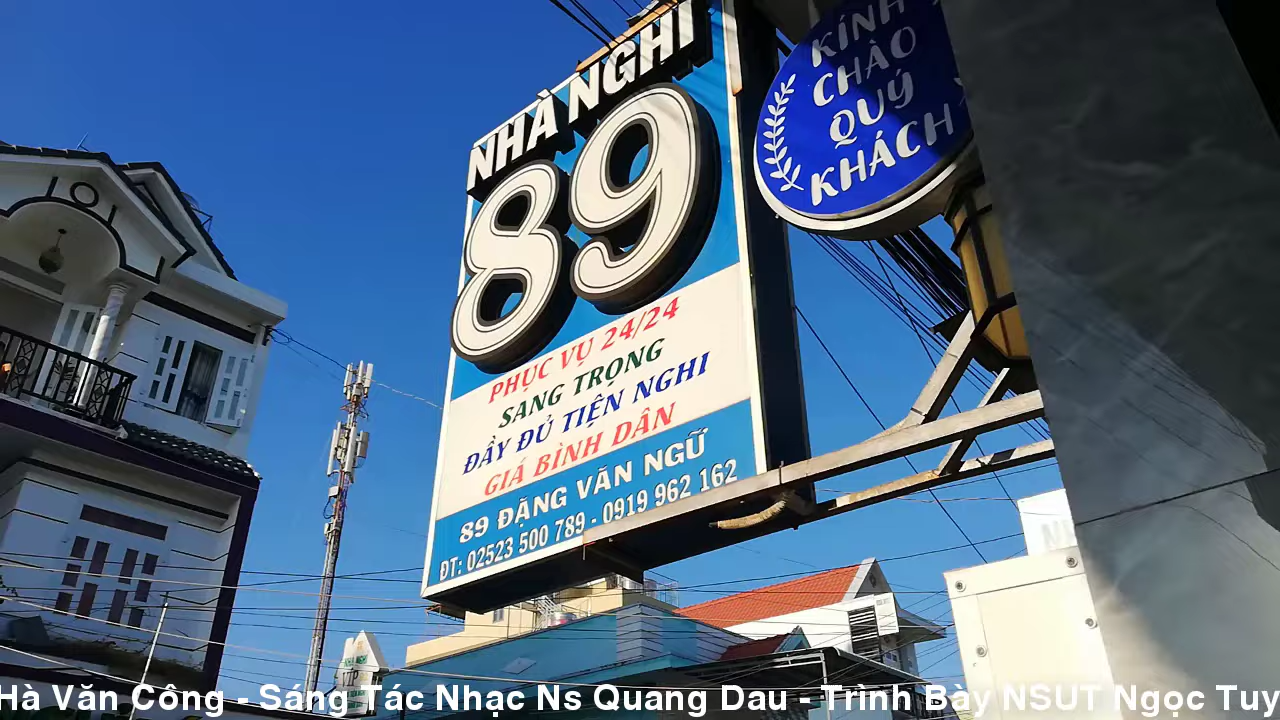 NHÀ NGHỈ
89
PHỤC VỤ 24/24
SANG TRỌNG
ĐẦY ĐỦ TIỆN NGHI
GIÁ BÌNH DÂN
89 ĐẶNG VĂN NGỮ
ĐT: 02523 500 789 - 0919 962 162
KÍNH
CHÀO
QUÝ
KHÁCH
Hà Văn Công - Sáng Tác Nhạc Ns Quang Dau - Trình Bày NSUT Ngọc Tuy